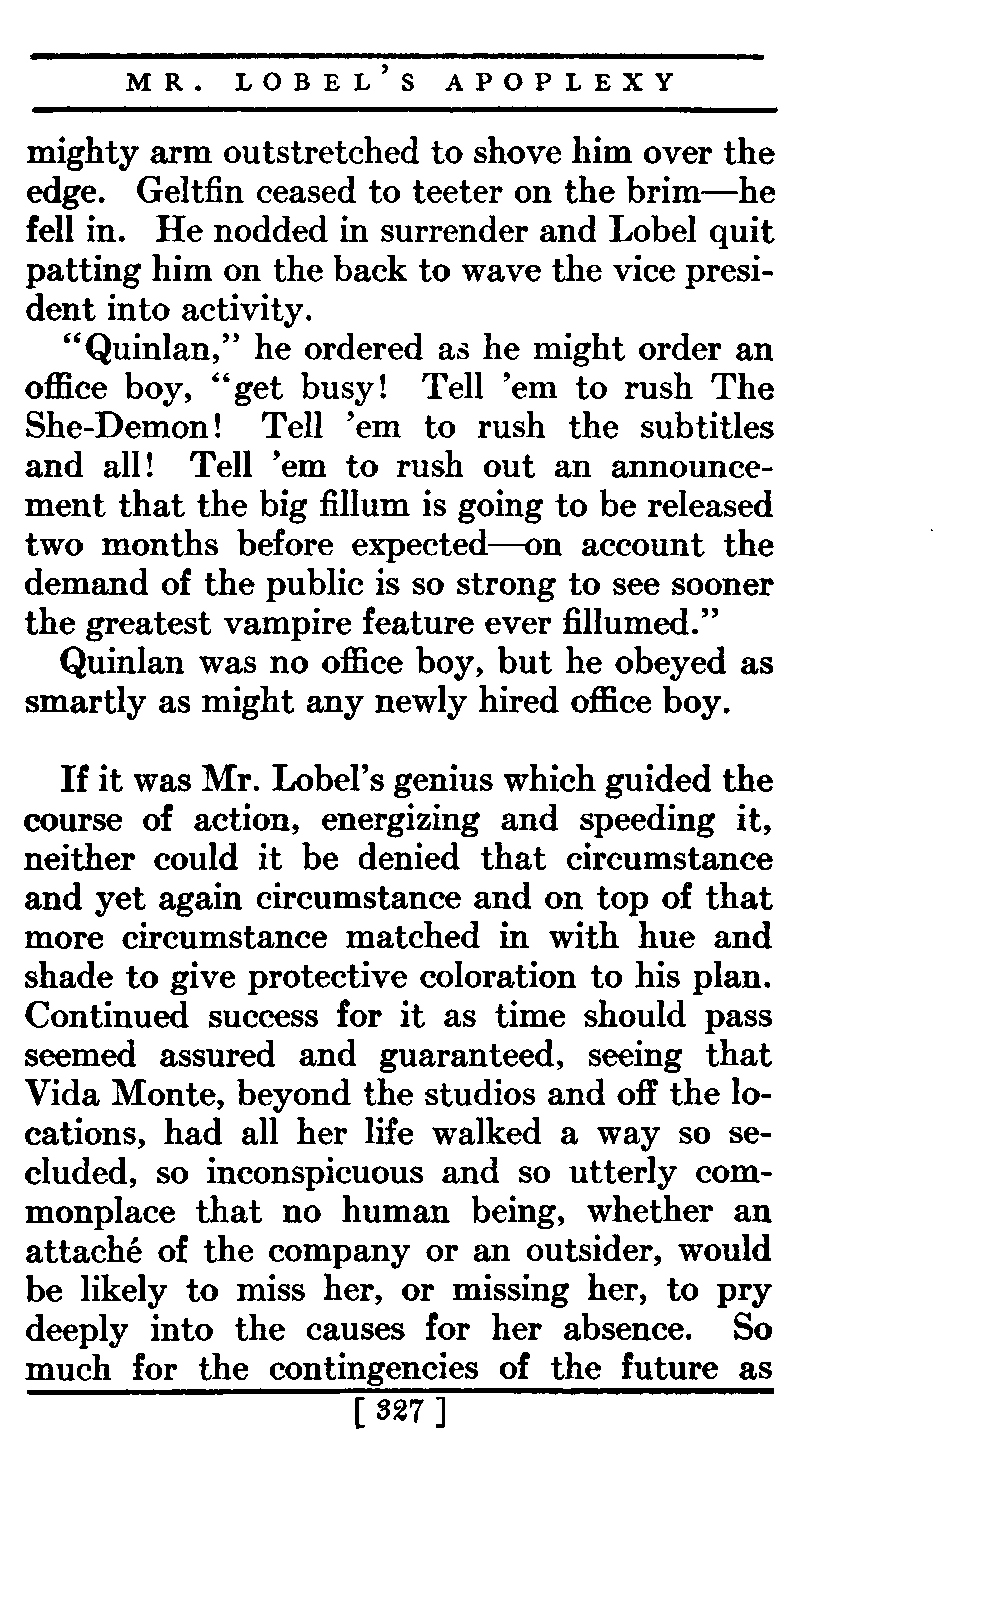 MR. LOBEL'S APOPLEXY
mighty arm outstretched to shove him over the
edge. Geltfin ceased to teeter on the brim—he
fell in. He nodded in surrender and Lobel quit
patting him on the back to wave the vice presi-
dent into activity.
“Quinlan,” he ordered as he might order an
office boy, “get busy! Tell ’em to rush The
She-Demon! Tell ’em to rush the subtitles
and all! Tell ’em to rush out an announce-
ment that the big fillum is going to be released
two months before expected—on account the
demand of the public is so strong to see sooner
the greatest vampire feature ever fillumed.”
Quinlan was no office boy, but he obeyed as
smartly as might any newly hired office boy.
If it was Mr. Lobel’s genius which guided the
course of action, energizing and speeding it,
neither could it be denied that circumstance
and yet again circumstance and on top of that
more circumstance matched in with hue and
shade to give protective coloration to his plan.
Continued success for it as time should pass
seemed assured and guaranteed, seeing that
Vida Monte, beyond the studios and off the lo-
cations, had all her life walked a way so se-
cluded, so inconspicuous and so utterly com-
monplace that no human being, whether an
attaché of the company or an outsider, would
be likely to miss her, or missing her, to pry
deeply into the causes for her absence. So
much for the contingencies of the future as
[ 327 ]